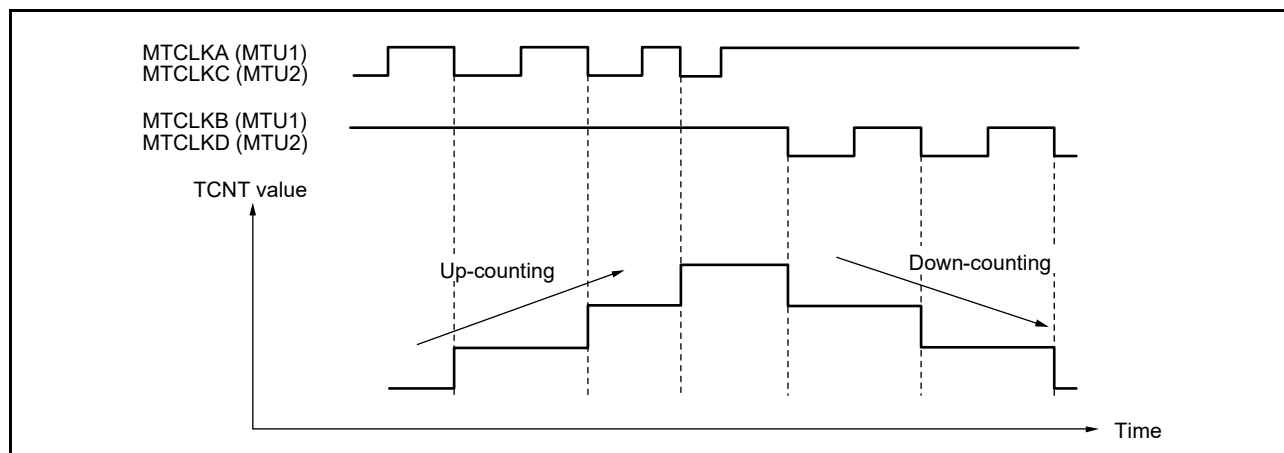 MTCLKA (MTU1)
MTCLKC (MTU2)
MTCLKB (MTU1)
MTCLKD (MTU2)
TCNT value
Up-counting
Down-counting
Time